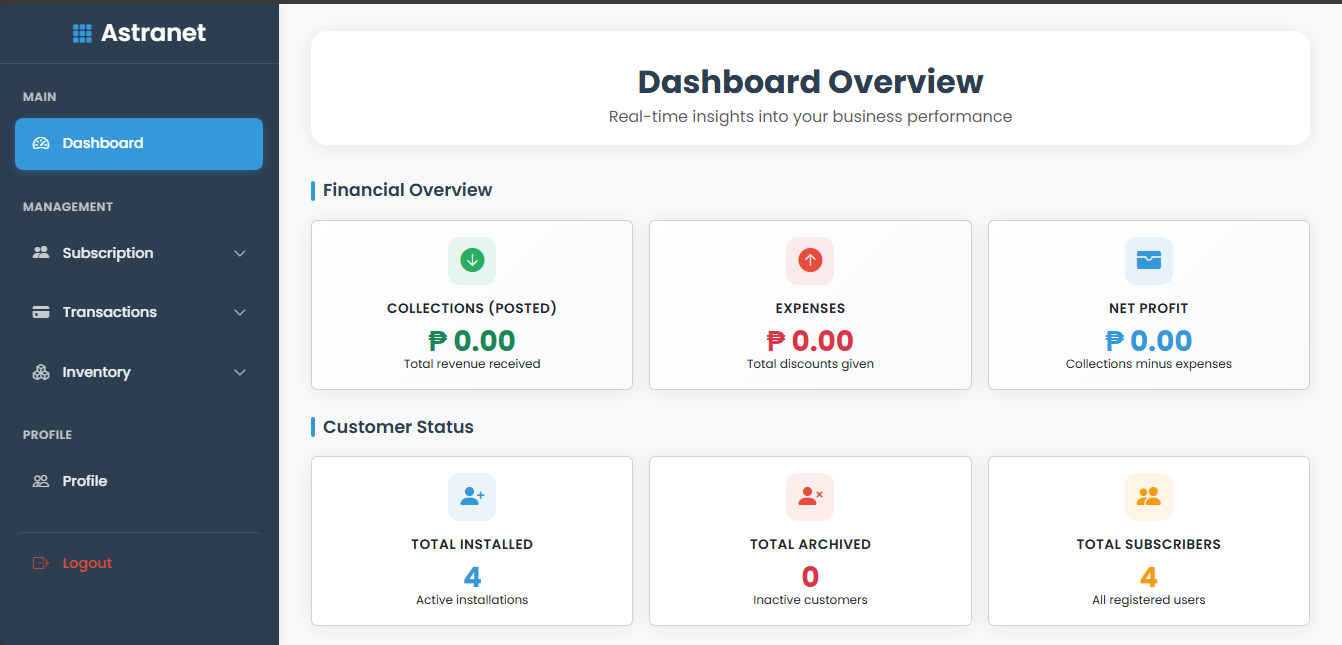 Astranet
MAIN
Dashboard
MANAGEMENT
Subscription
Transactions
Inventory
PROFILE
Profile
Logout
Dashboard Overview
Real-time insights into your business performance
Financial Overview
COLLECTIONS (POSTED)
₱ 0.00
Total revenue received
EXPENSES
₱ 0.00
Total discounts given
NET PROFIT
₱ 0.00
Collections minus expenses
Customer Status
TOTAL INSTALLED
4
Active installations
TOTAL ARCHIVED
0
Inactive customers
TOTAL SUBSCRIBERS
4
All registered users